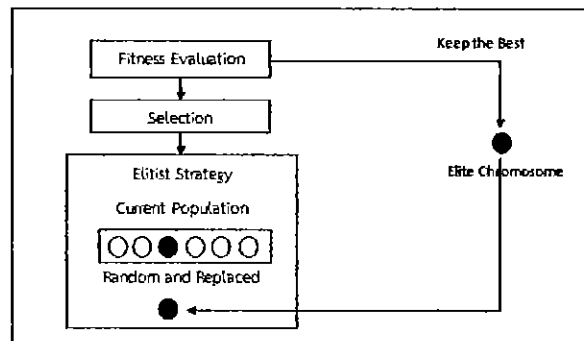 Keep the Best
Fitness Evaluation
Selection
Elitist Strategy
Elite Chromosome
Current Population
Random and Replaced